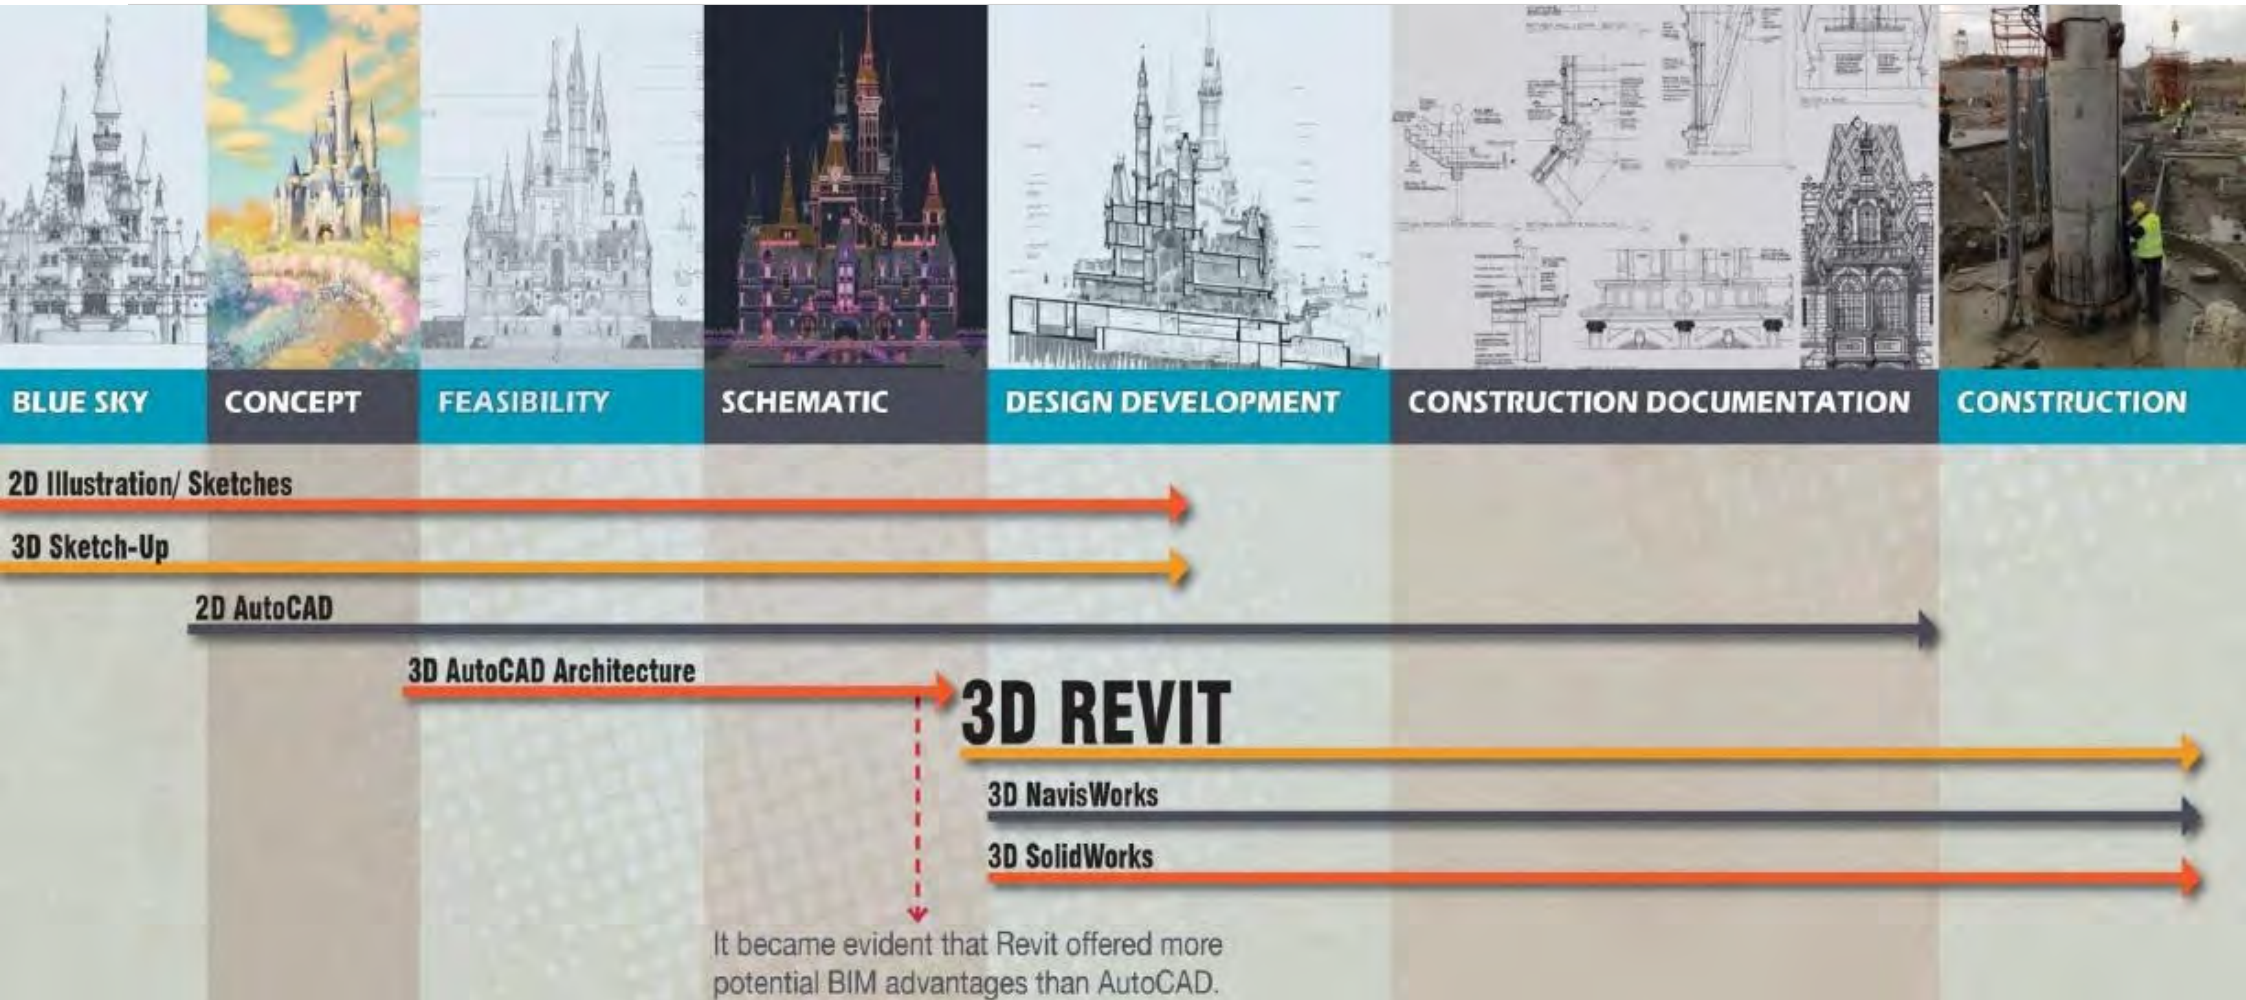 BLUE SKY
CONCEPT
FEASIBILITY
SCHEMATIC
DESIGN DEVELOPMENT
CONSTRUCTION DOCUMENTATION
CONSTRUCTION
2D Illustration/ Sketches
3D Sketch-Up
2D AutoCAD
3D AutoCAD Architecture
3D REVIT
3D NavisWorks
3D SolidWorks
It became evident that Revit offered more
potential BIM advantages than AutoCAD.